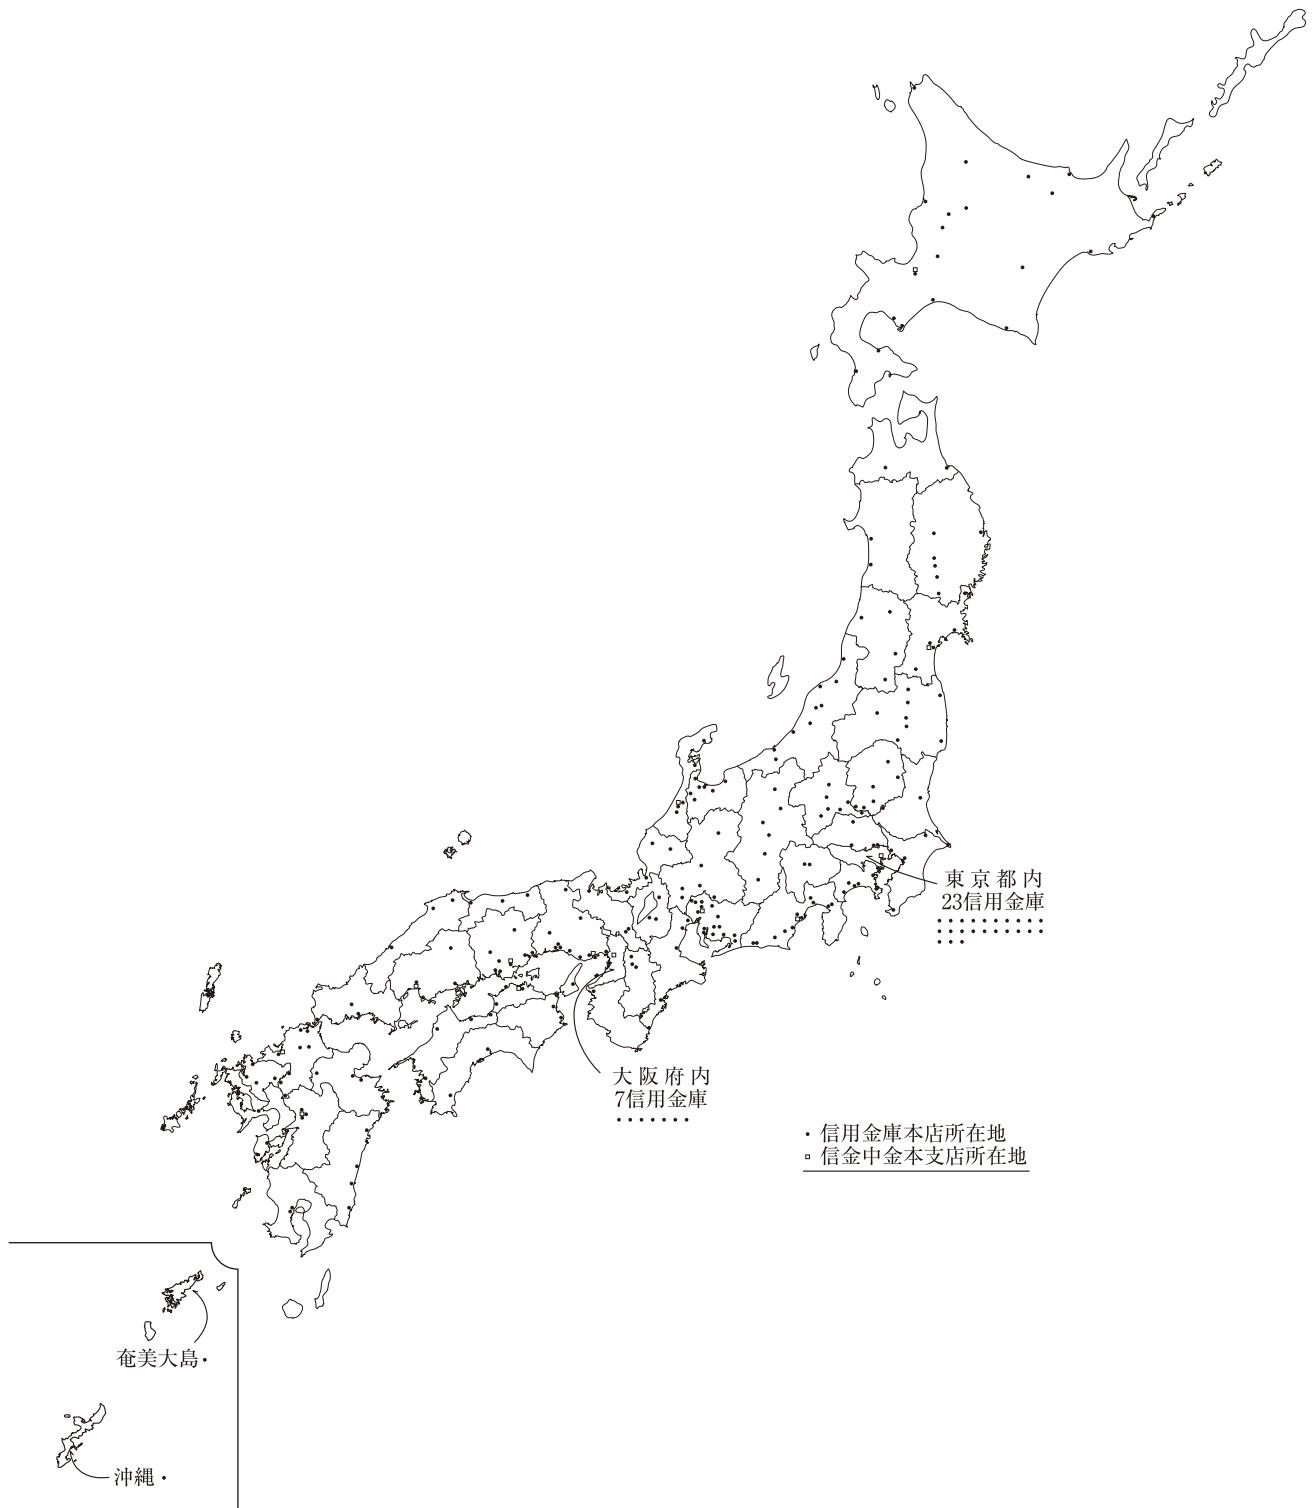 東京都内
23信用金庫
大阪府内
7信用金庫
・信用金庫本店所在地
□信金中金本支店所在地
奄美大島・
沖縄・